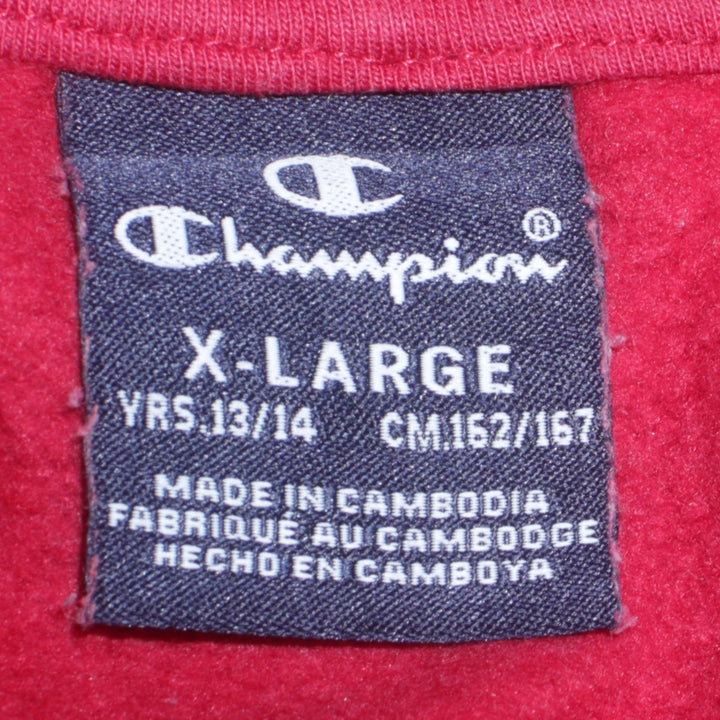 Champion®
X-LARGE
YRS.13/14 CM.162/167
MADE IN CAMBODIA
FABRIQUÉ AU CAMBODGE
HECHO EN CAMBOYA